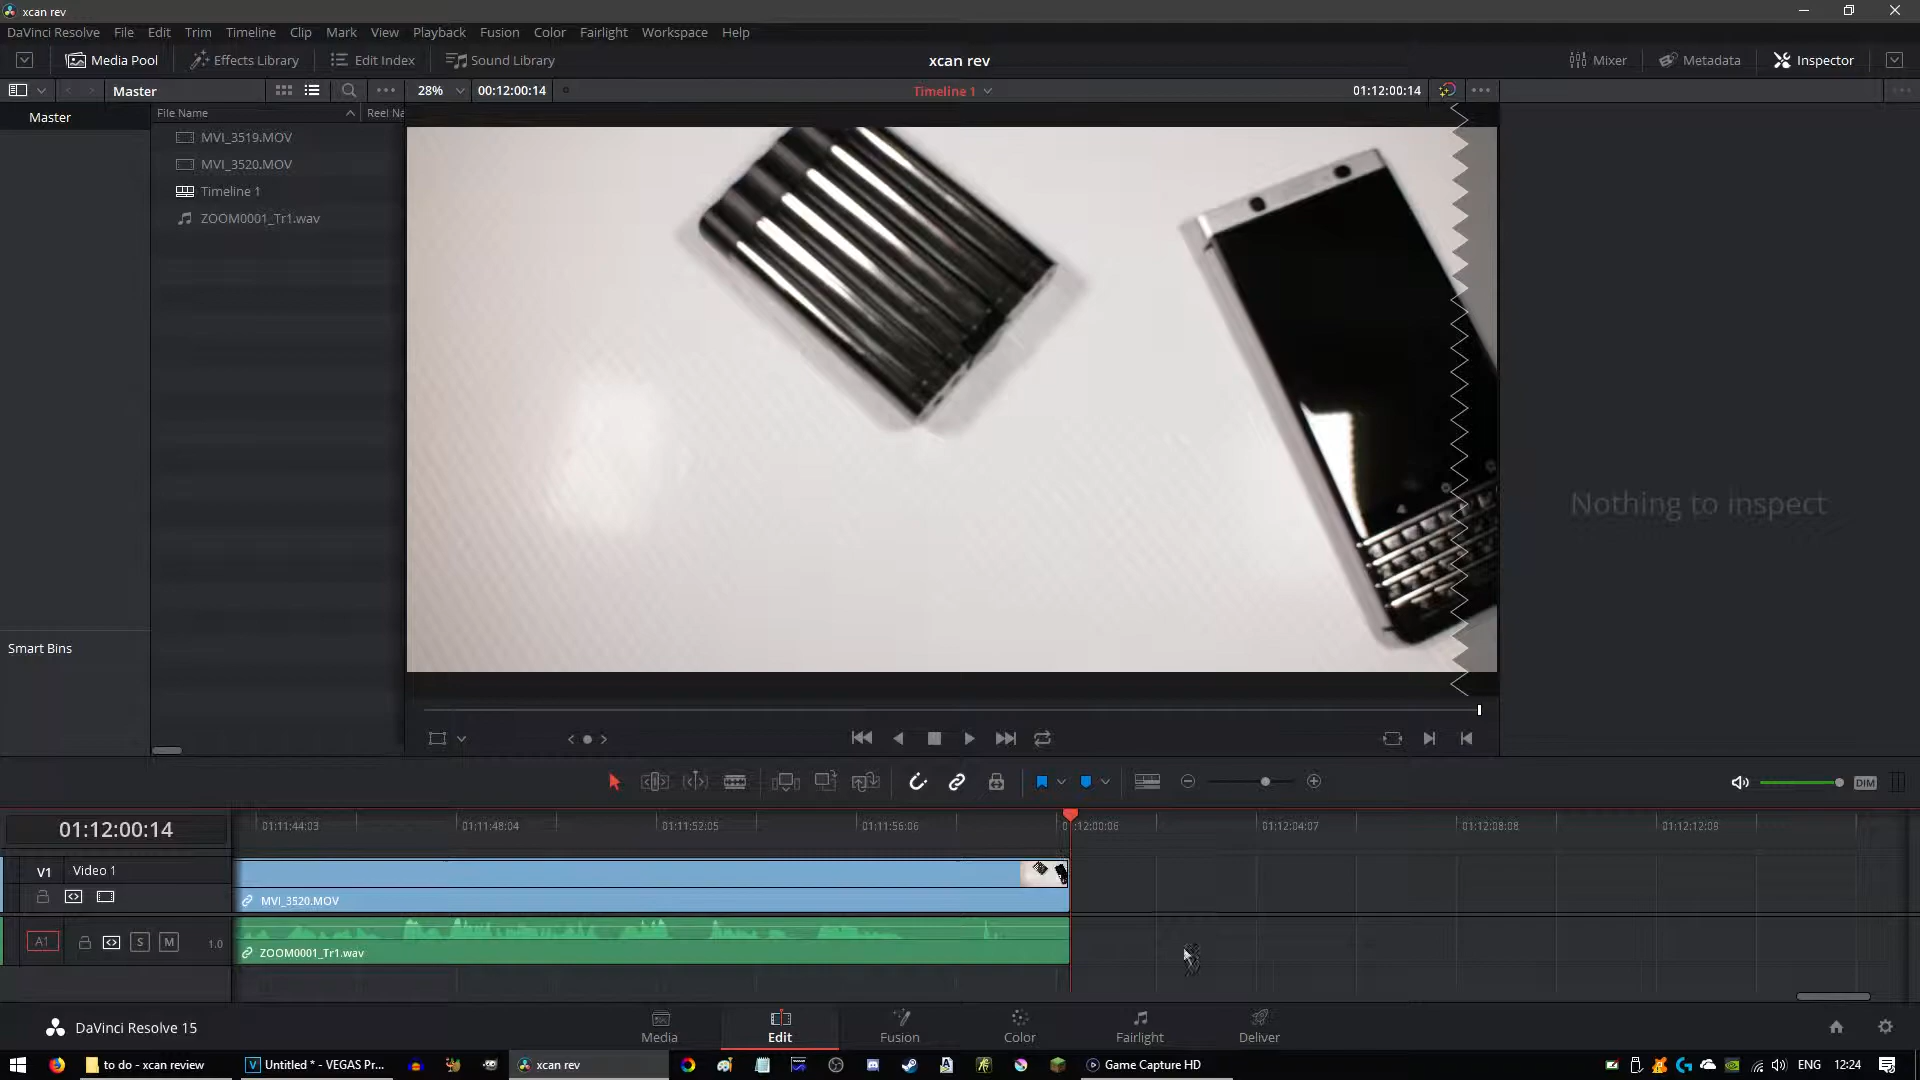 xcan rev
DaVinci Resolve File Edit Trim Timeline Clip Mark View Playback Fusion Color Fairlight Workspace Help
Media Pool Effects Library Edit Index Sound Library xcan rev Mixer Metadata Inspector
Master 28% 00:12:00:14 Timeline 1 01:12:00:14
Master File Name Reel Na
MVI_3519.MOV
MVI_3520.MOV
Timeline 1
ZOOM0001_Tr1.wav
Nothing to inspect
Smart Bins
DIM
01:12:00:14 01:11:44:03 01:11:48:04 01:11:52:05 01:11:56:06 01:12:00:06 01:12:04:07 01:12:08:08 01:12:12:09
V1 Video 1
MVI_3520.MOV
A1 S M 1.0
ZOOM0001_Tr1.wav
DaVinci Resolve 15 Media Edit Fusion Color Fairlight Deliver
to do - xcan review Untitled * - VEGAS Pr... xcan rev Game Capture HD ENG 12:24